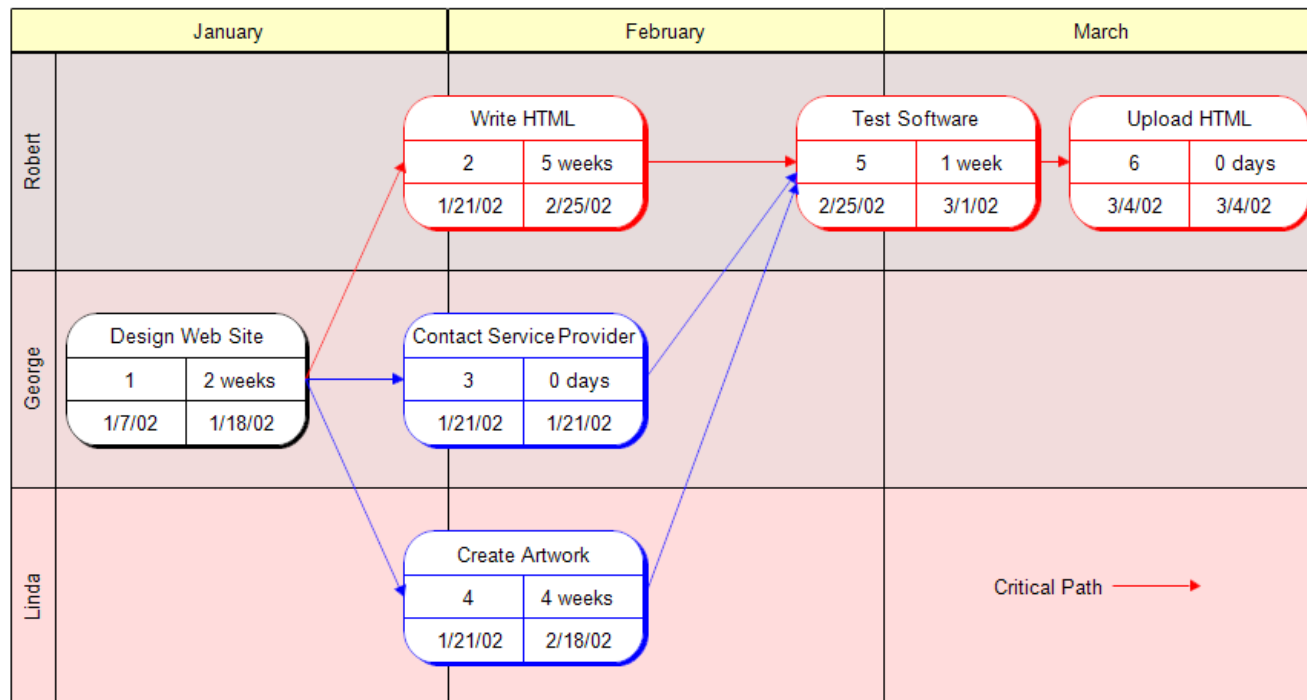 January February March
Robert
Write HTML
2 5 weeks
1/21/02 2/25/02
Test Software
5 1 week
2/25/02 3/1/02
Upload HTML
6 0 days
3/4/02 3/4/02
George
Design Web Site
1 2 weeks
1/7/02 1/18/02
Contact Service Provider
3 0 days
1/21/02 1/21/02
Linda
Create Artwork
4 4 weeks
1/21/02 2/18/02
Critical Path